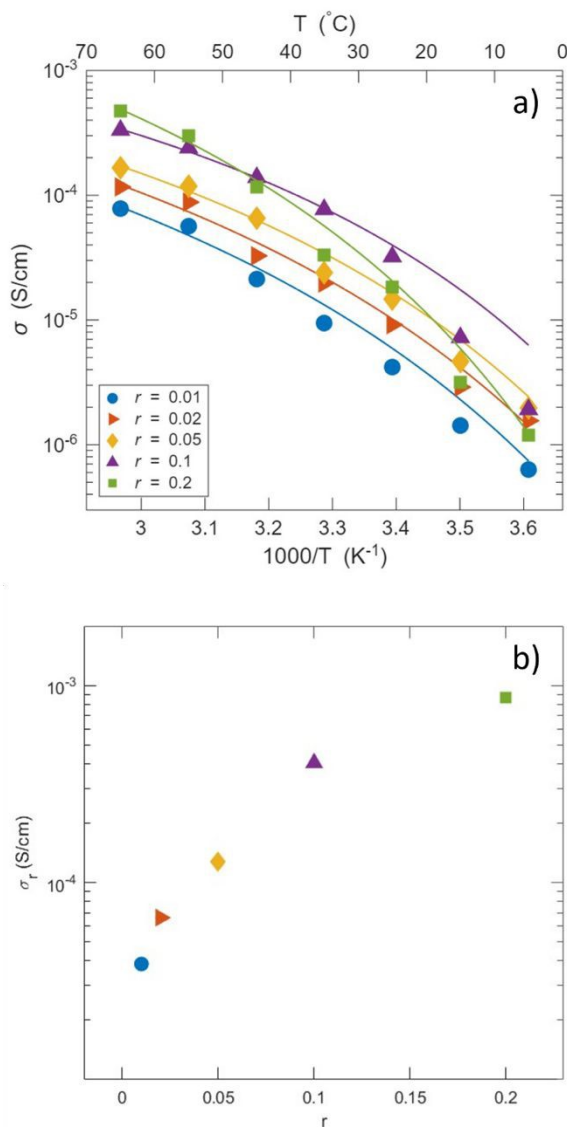 T (°C)
70 60 50 40 30 20 10 0
a)
10⁻³
10⁻⁴
10⁻⁵
10⁻⁶
σ (S/cm)
r = 0.01
r = 0.02
r = 0.05
r = 0.1
r = 0.2
3 3.1 3.2 3.3 3.4 3.5 3.6
1000/T (K⁻¹)
b)
10⁻³
10⁻⁴
σᵣ (S/cm)
0 0.05 0.1 0.15 0.2
r